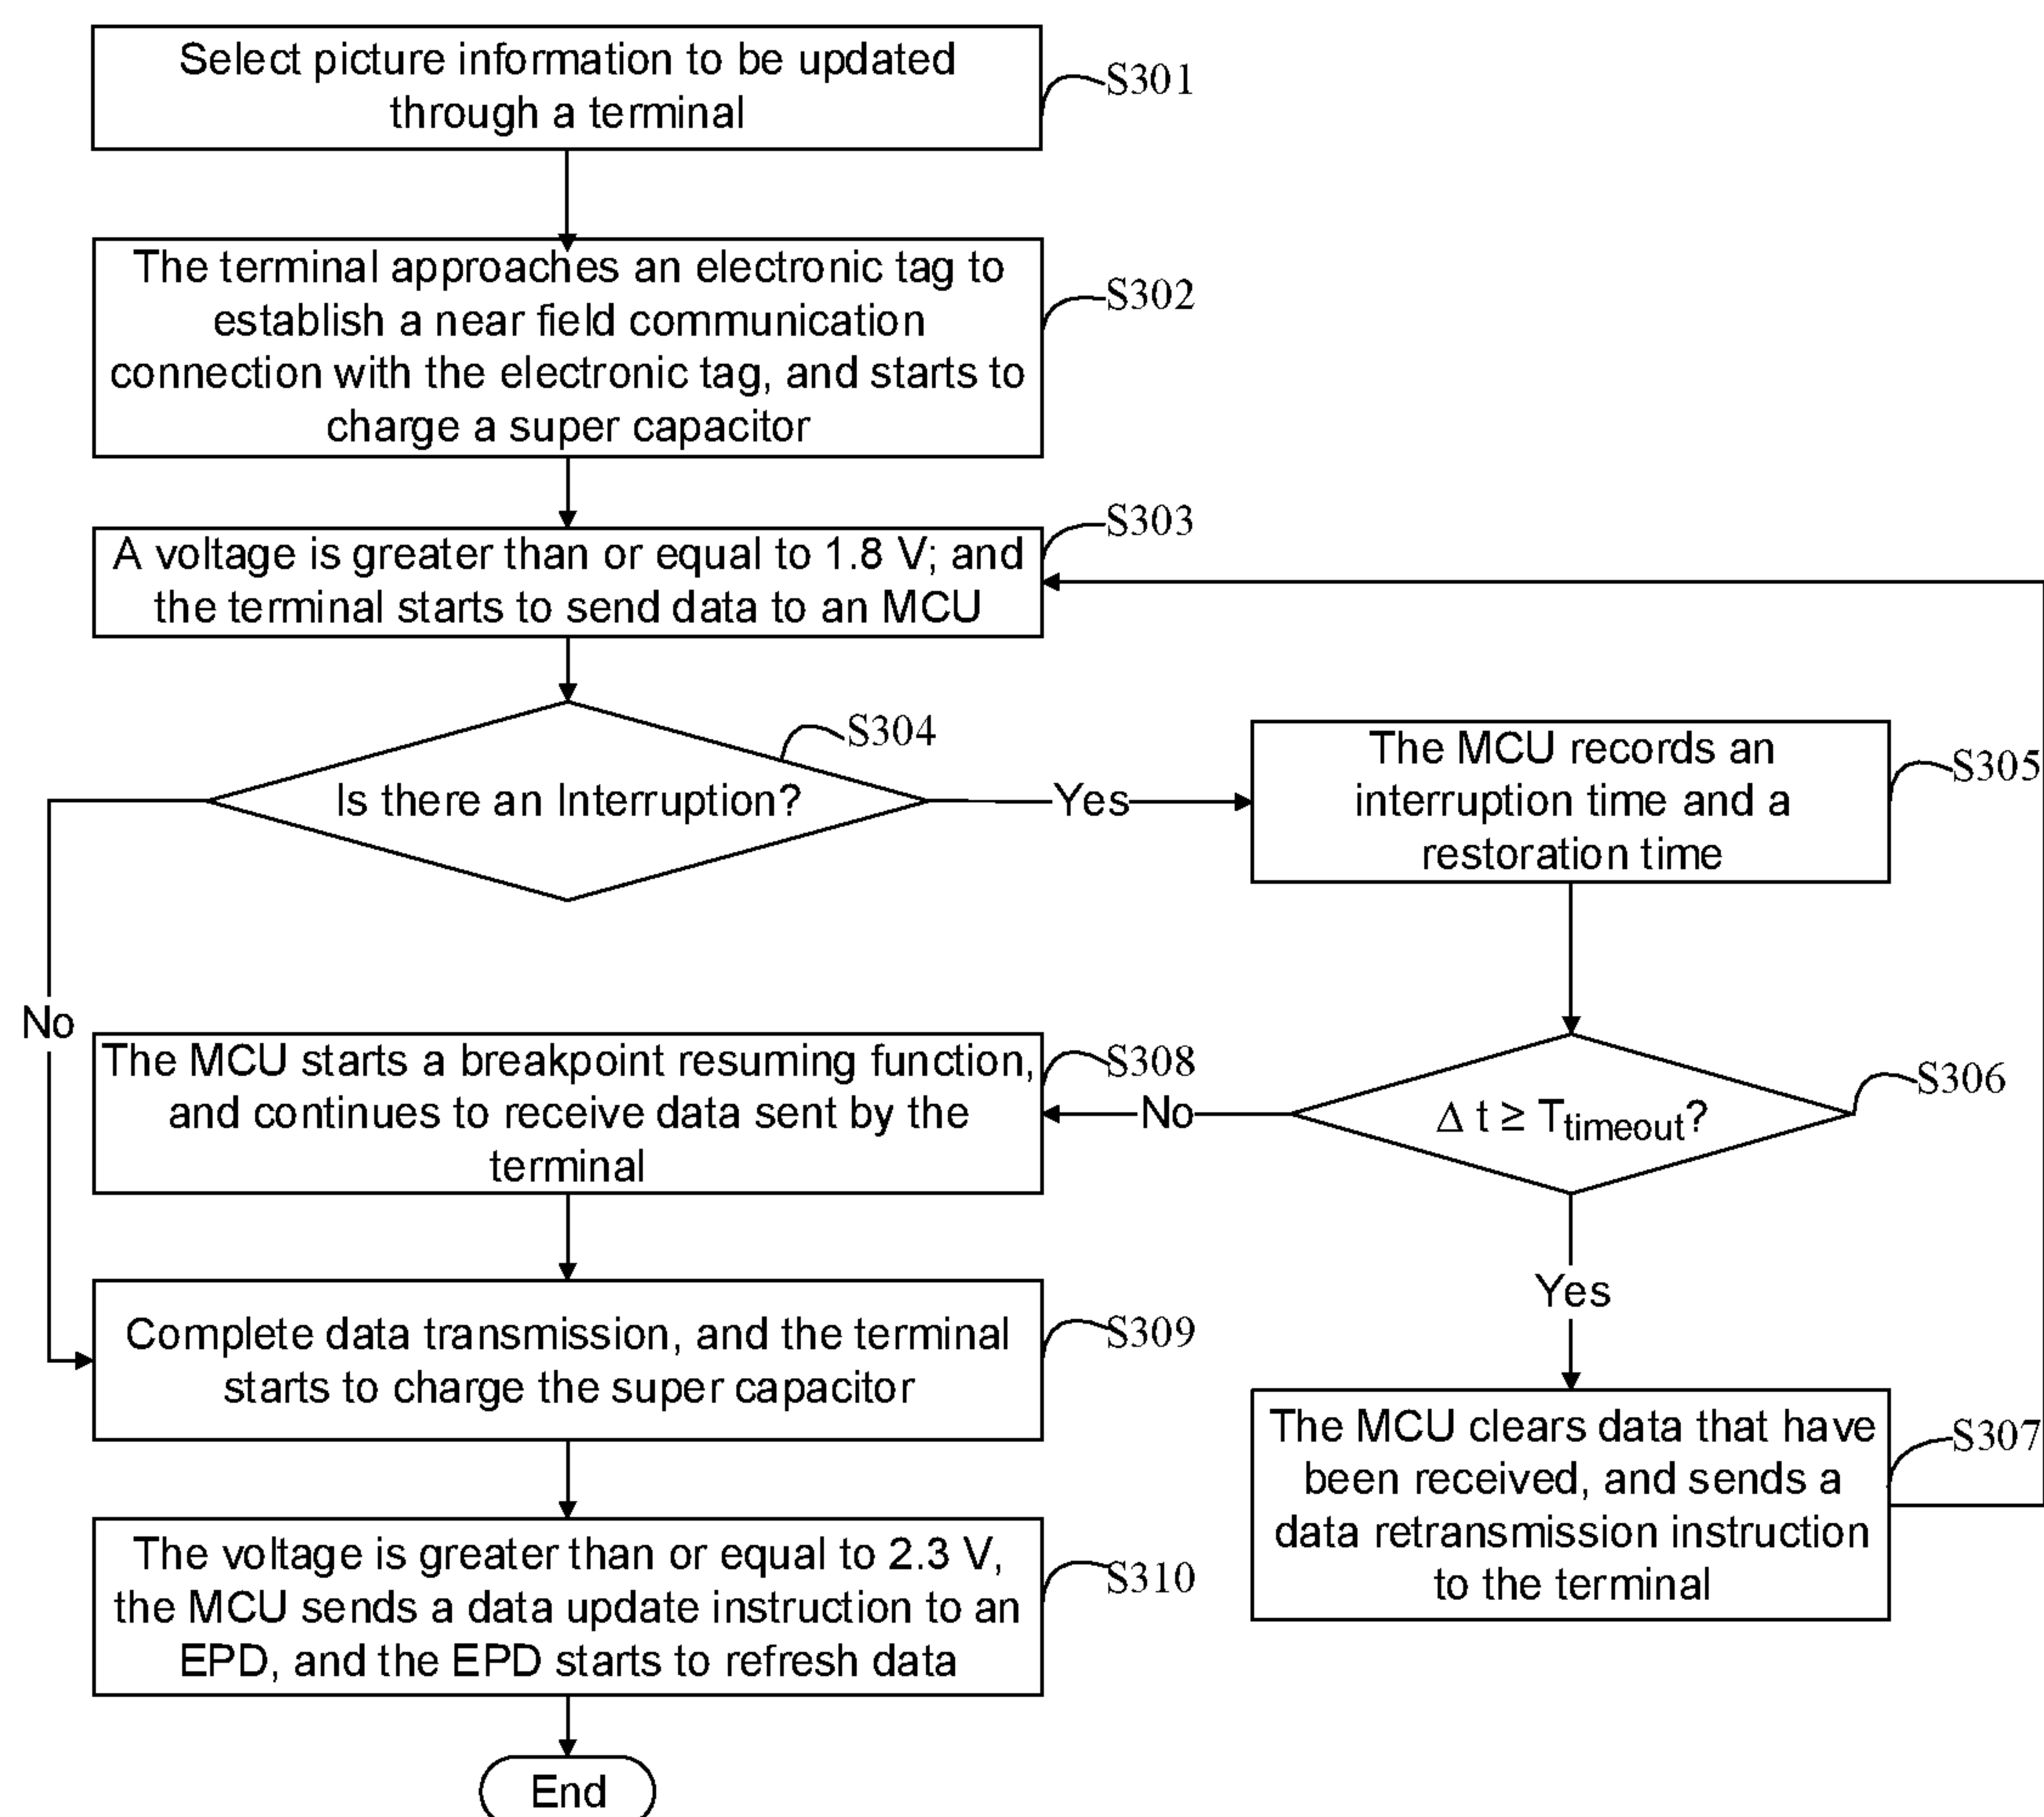 Select picture information to be updated
through a terminal
S301
The terminal approaches an electronic tag to
establish a near field communication
connection with the electronic tag, and starts to
charge a super capacitor
S302
A voltage is greater than or equal to 1.8 V; and
the terminal starts to send data to an MCU
S303
Is there an Interruption?
S304
Yes
The MCU records an
interruption time and a
restoration time
S305
No
The MCU starts a breakpoint resuming function,
and continues to receive data sent by the
terminal
S308
No
Δ t ≥ Ttimeout?
S306
Yes
Complete data transmission, and the terminal
starts to charge the super capacitor
S309
The MCU clears data that have
been received, and sends a
data retransmission instruction
to the terminal
S307
The voltage is greater than or equal to 2.3 V,
the MCU sends a data update instruction to an
EPD, and the EPD starts to refresh data
S310
End